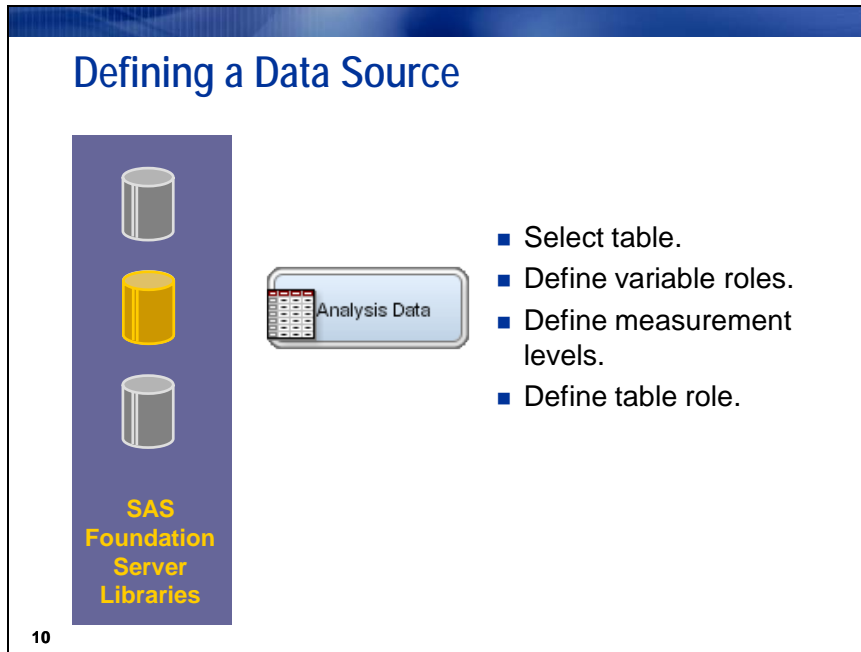 Defining a Data Source
SAS
Foundation
Server
Libraries
Analysis Data
Select table.
Define variable roles.
Define measurement
levels.
Define table role.
10